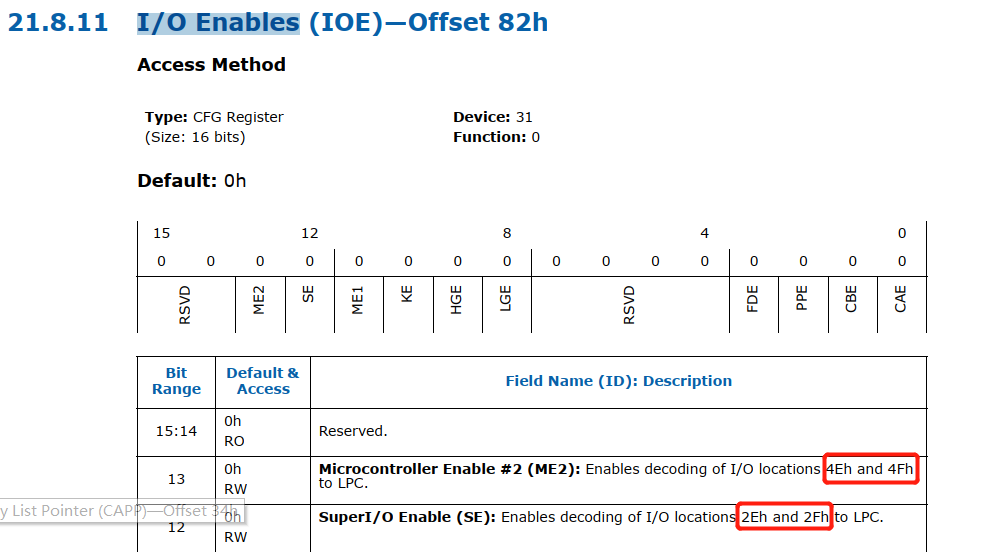 21.8.11 I/O Enables (IOE)—Offset 82h
Access Method
Type: CFG Register Device: 31
(Size: 16 bits) Function: 0
Default: 0h
15 12 8 4 0
0 0 0 0 0 0 0 0 0 0 0 0 0 0 0 0
RSVD ME2 SE ME1 KE HGE LGE RSVD FDE PPE CBE CAE
Bit Range Default & Access Field Name (ID): Description
15:14 0h RO Reserved.
13 0h RW Microcontroller Enable #2 (ME2): Enables decoding of I/O locations 4Eh and 4Fh
to LPC.
y List Pointer (CAPP)—Offset 34h
12 0h RW SuperI/O Enable (SE): Enables decoding of I/O locations 2Eh and 2Fh to LPC.